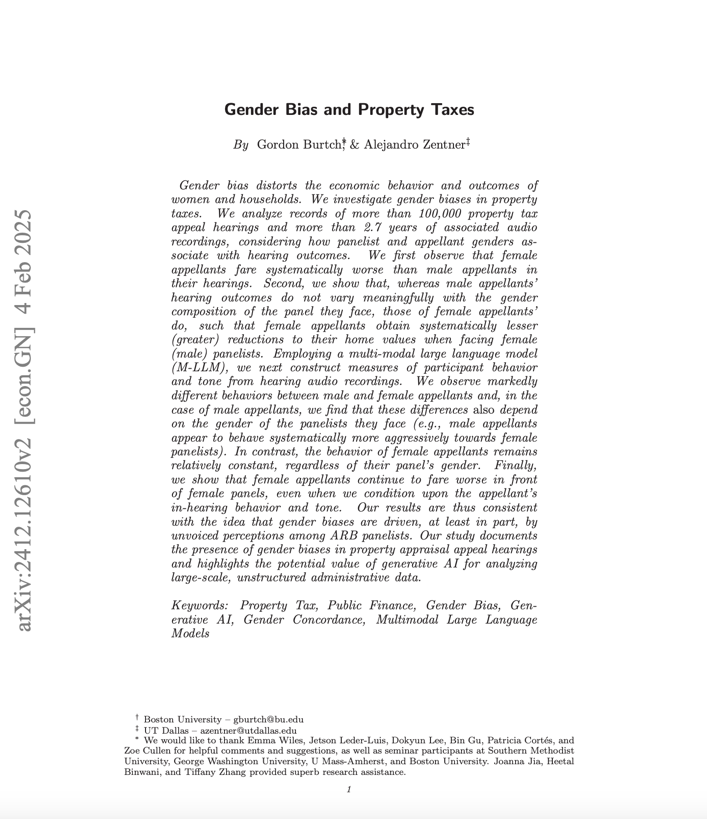 Gender Bias and Property Taxes
By Gordon Burtch,†* & Alejandro Zentner‡
Gender bias distorts the economic behavior and outcomes of
women and households. We investigate gender biases in property
taxes. We analyze records of more than 100,000 property tax
appeal hearings and more than 2.7 years of associated audio
recordings, considering how panelist and appellant genders as-
sociate with hearing outcomes. We first observe that female
appellants fare systematically worse than male appellants in
their hearings. Second, we show that, whereas male appellants'
hearing outcomes do not vary meaningfully with the gender
composition of the panel they face, those of female appellants'
do, such that female appellants obtain systematically lesser
(greater) reductions to their home values when facing female
(male) panelists. Employing a multi-modal large language model
(M-LLM), we next construct measures of participant behavior
and tone from hearing audio recordings. We observe markedly
different behaviors between male and female appellants and, in the
case of male appellants, we find that these differences also depend
on the gender of the panelists they face (e.g., male appellants
appear to behave systematically more aggressively towards female
panelists). In contrast, the behavior of female appellants remains
relatively constant, regardless of their panel's gender. Finally,
we show that female appellants continue to fare worse in front
of female panels, even when we condition upon the appellant's
in-hearing behavior and tone. Our results are thus consistent
with the idea that gender biases are driven, at least in part, by
unvoiced perceptions among ARB panelists. Our study documents
the presence of gender biases in property appraisal appeal hearings
and highlights the potential value of generative AI for analyzing
large-scale, unstructured administrative data.
Keywords: Property Tax, Public Finance, Gender Bias, Gen-
erative AI, Gender Concordance, Multimodal Large Language
Models
† Boston University – gburtch@bu.edu
‡ UT Dallas – azentner@utdallas.edu
* We would like to thank Emma Wiles, Jetson Leder-Luis, Dokyun Lee, Bin Gu, Patricia Cortés, and
Zoe Cullen for helpful comments and suggestions, as well as seminar participants at Southern Methodist
University, George Washington University, U Mass-Amherst, and Boston University. Joanna Jia, Heetal
Binwani, and Tiffany Zhang provided superb research assistance.
1
arXiv:2412.12610v2 [econ.GN] 4 Feb 2025